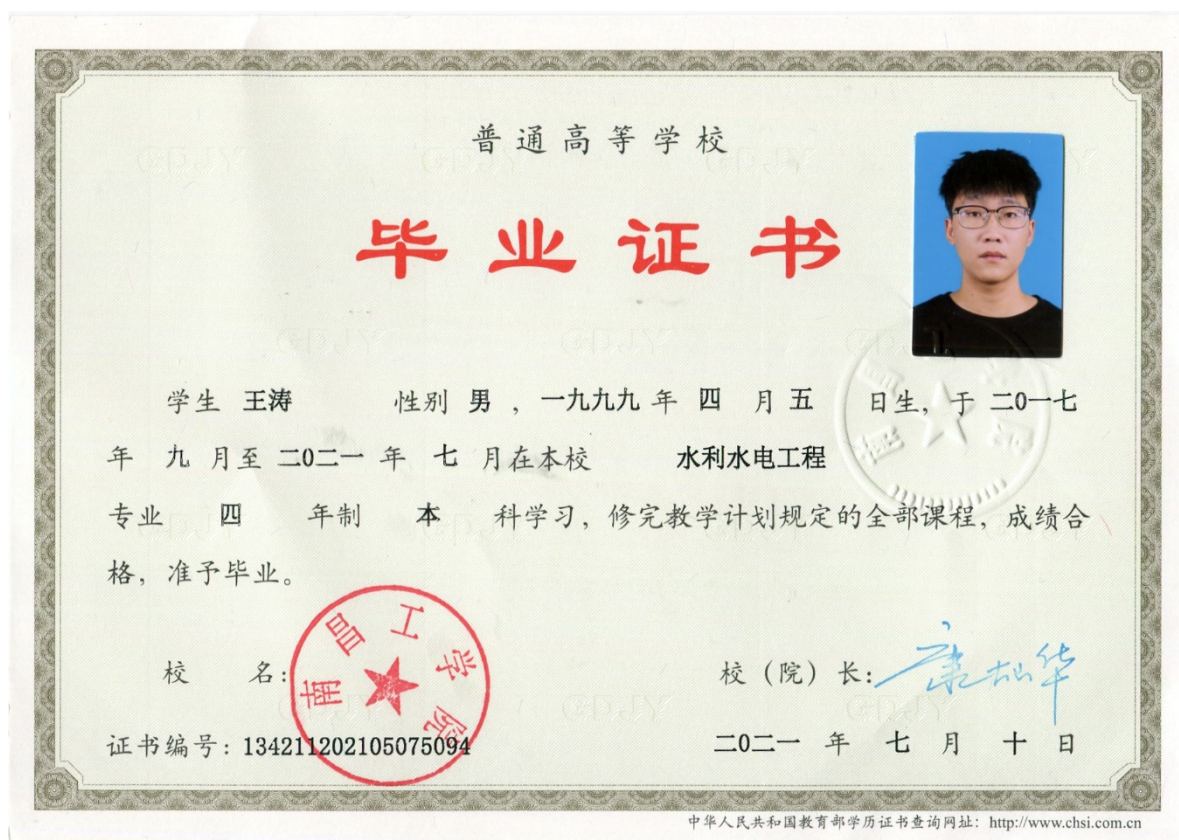 普通高等学校
毕业证书
学生 王涛 性别 男 ，一九九九 年 四 月 五 日生，于 二0一七
年 九 月至 二0二一 年 七 月在本校 水利水电工程
专业 四 年制 本 科学习，修完教学计划规定的全部课程，成绩合
格，准予毕业。
南昌工学院
校 名：
校（院）长：康灿华
证书编号：134211202105075094
二0二一 年 七 月 十 日
中华人民共和国教育部学历证书查询网址：http://www.chsi.com.cn